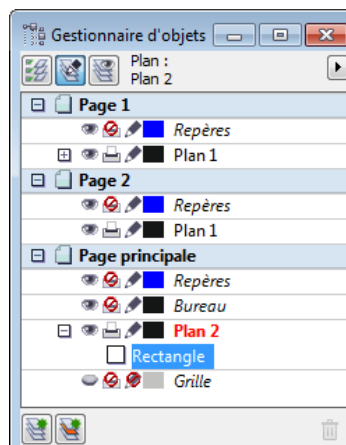 Gestionnaire d'objets
Plan :
Plan 2
Page 1
Repères
Plan 1
Page 2
Repères
Plan 1
Page principale
Repères
Bureau
Plan 2
Rectangle
Grille